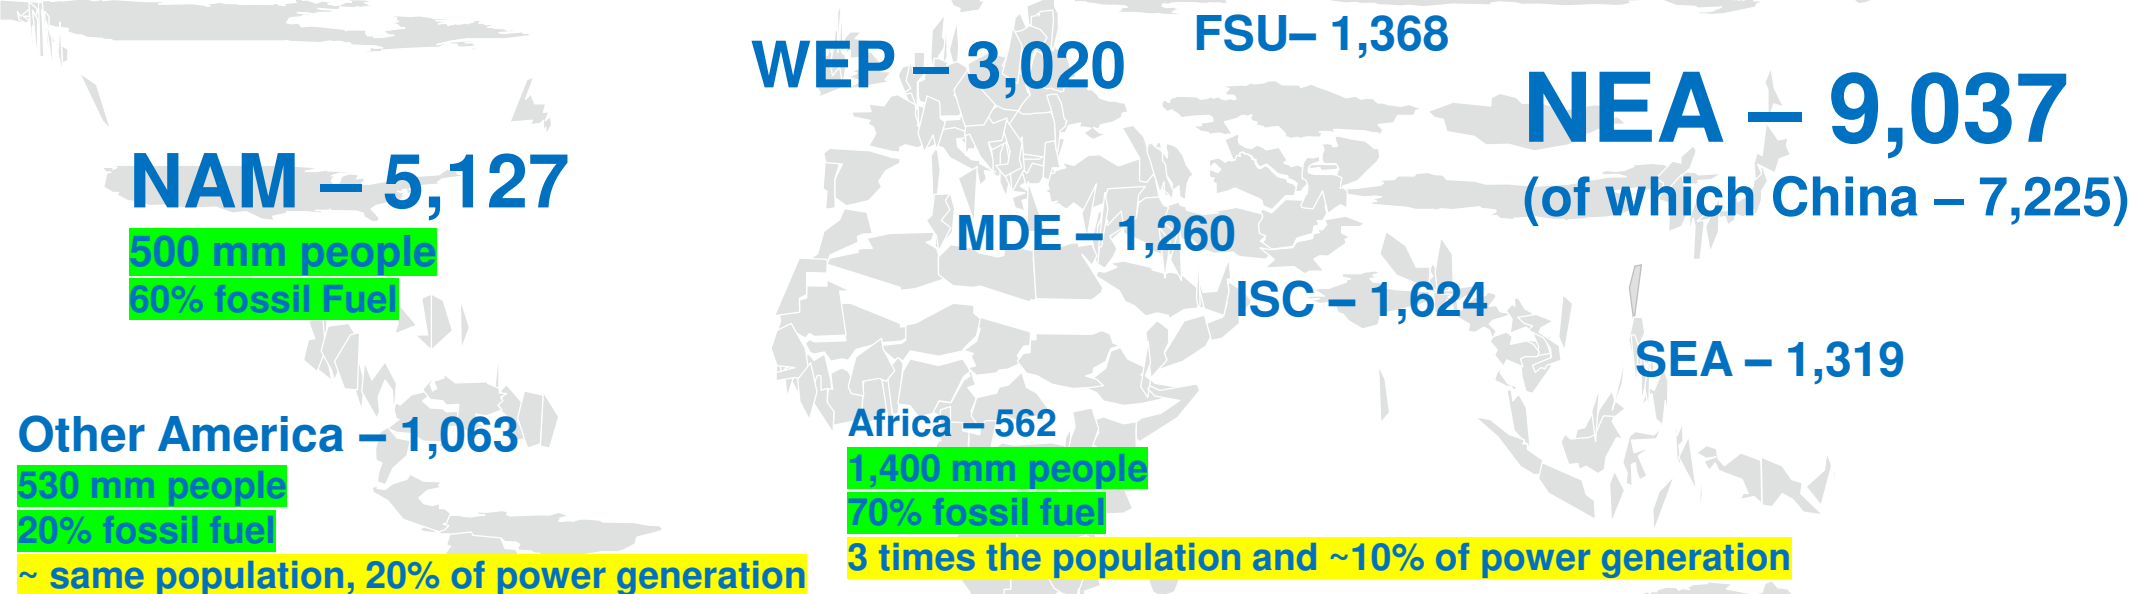 FSU– 1,368
WEP – 3,020
NEA – 9,037
(of which China – 7,225)
NAM – 5,127
500 mm people
60% fossil Fuel
MDE – 1,260
ISC – 1,624
SEA – 1,319
Other America – 1,063
530 mm people
20% fossil fuel
~ same population, 20% of power generation
Africa – 562
1,400 mm people
70% fossil fuel
3 times the population and ~10% of power generation